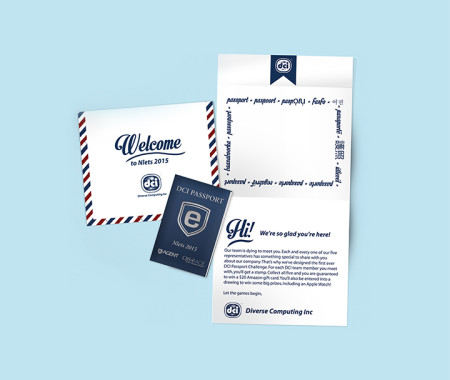 Welcome
to Nlets 2015
dci
Diverse Computing Inc
DCI PASSPORT
e
Nlets 2015
eAGENT
dci
passport • passport •
passport
passport
passport
Hi! We're so glad you're here!
Our team is dying to meet you. Each and every one of our five
representatives has something special to share with you
about our company. That's why we've designed the first ever
DCI Passport Challenge. For each DCI team member you meet
with, you'll get a stamp. Collect all five and you are guaranteed
to win a $20 Amazon gift card. You'll also be entered into a
drawing to win some big prizes, including an Apple Watch!
Let the games begin,
dci Diverse Computing Inc